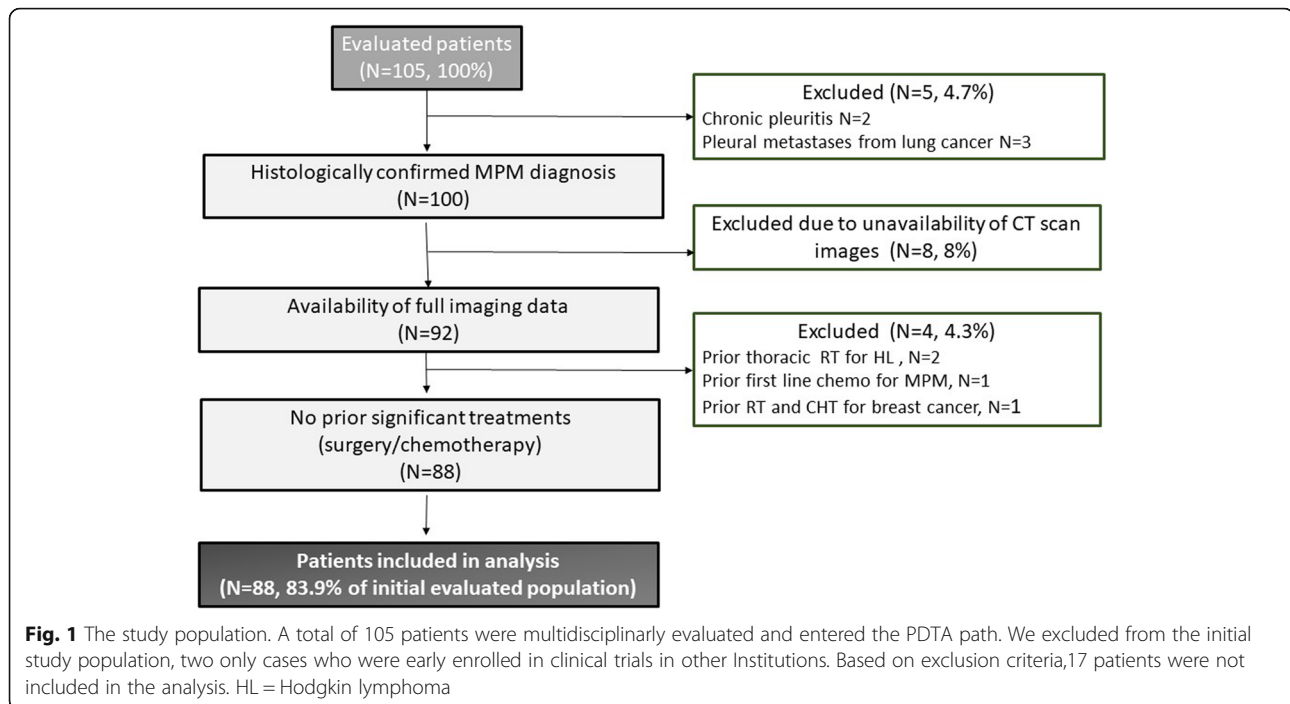 Evaluated patients
(N=105, 100%)
Excluded (N=5, 4.7%)
Chronic pleuritis N=2
Pleural metastases from lung cancer N=3
Histologically confirmed MPM diagnosis
(N=100)
Excluded due to unavailability of CT scan
images (N=8, 8%)
Availability of full imaging data
(N=92)
Excluded (N=4, 4.3%)
Prior thoracic RT for HL , N=2
Prior first line chemo for MPM, N=1
Prior RT and CHT for breast cancer, N=1
No prior significant treatments
(surgery/chemotherapy)
(N=88)
Patients included in analysis
(N=88, 83.9% of initial evaluated population)
Fig. 1 The study population. A total of 105 patients were multidisciplinarly evaluated and entered the PDTA path. We excluded from the initial
study population, two only cases who were early enrolled in clinical trials in other Institutions. Based on exclusion criteria,17 patients were not
included in the analysis. HL = Hodgkin lymphoma